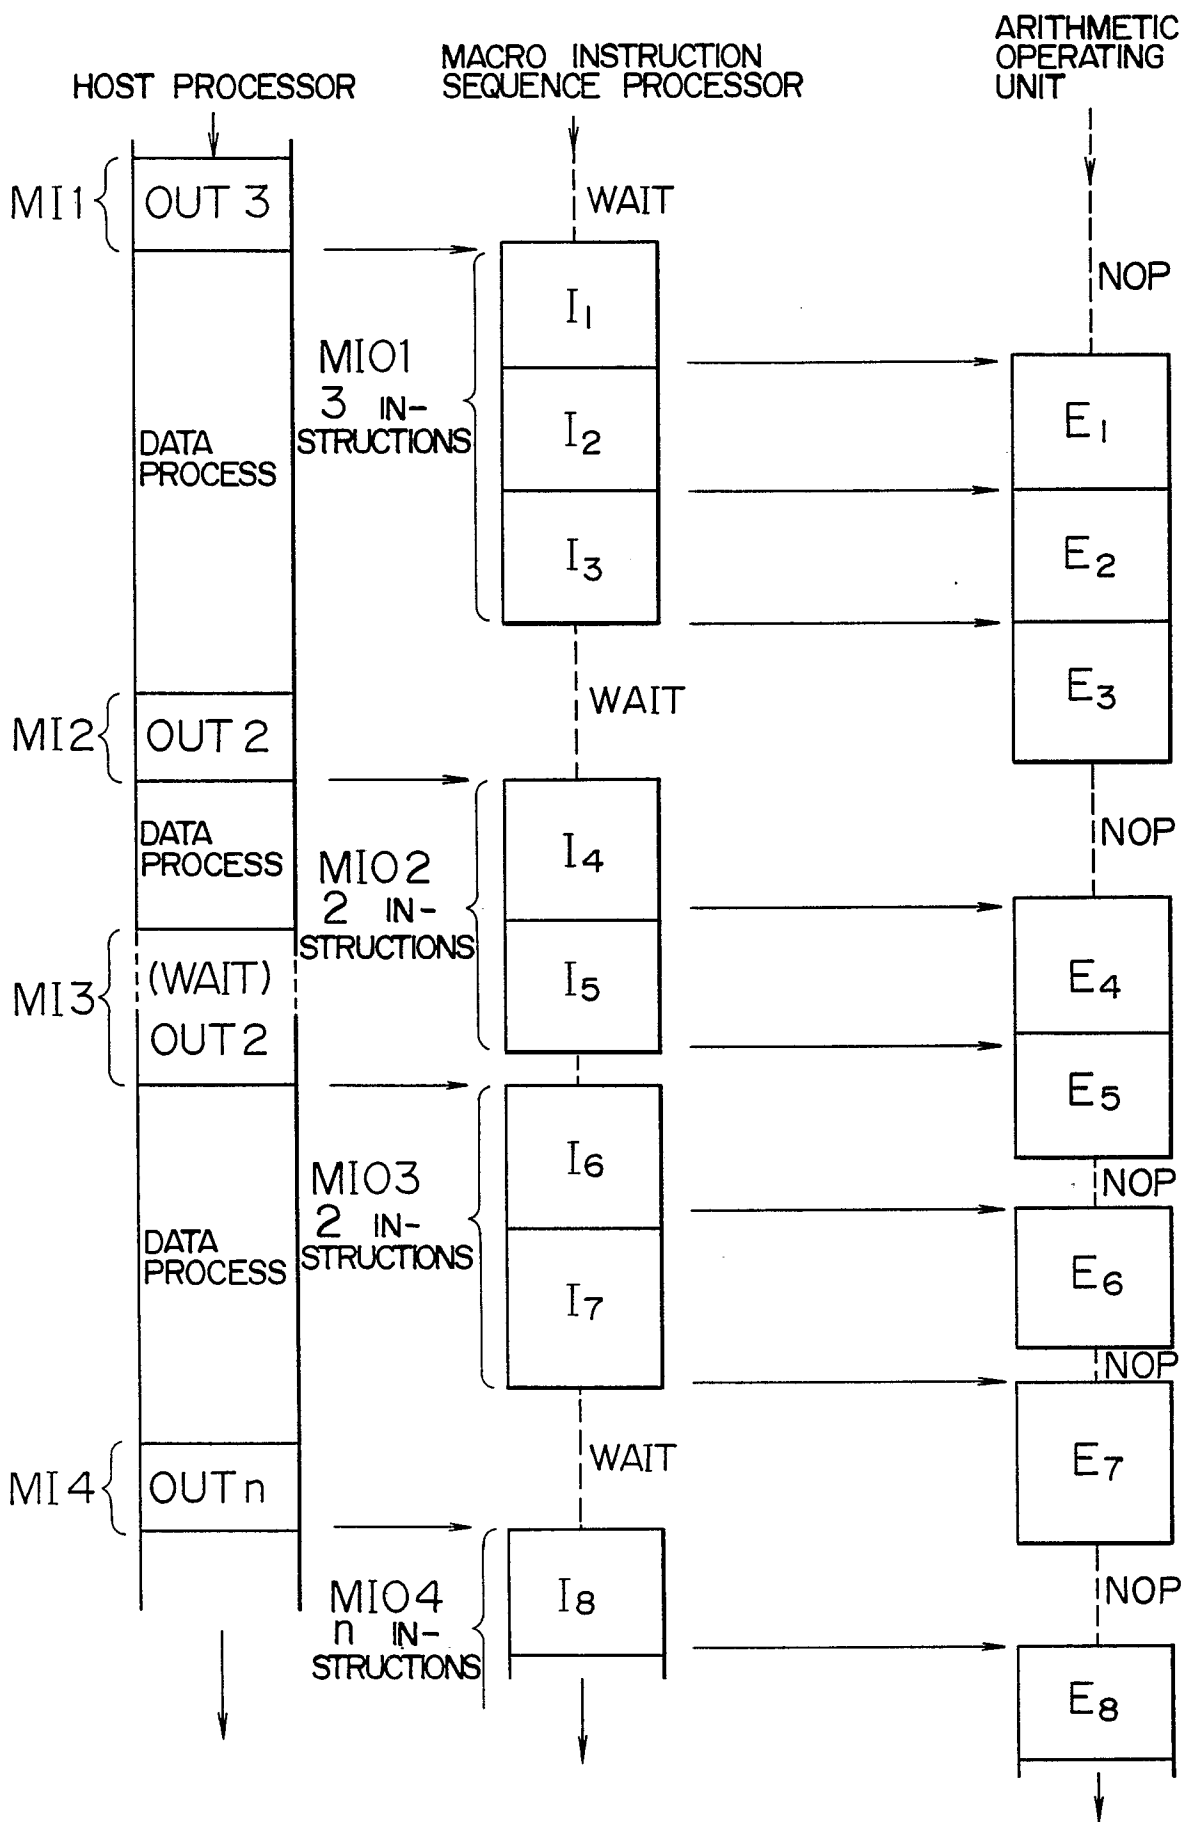 HOST PROCESSOR
MACRO INSTRUCTION
SEQUENCE PROCESSOR
ARITHMETIC
OPERATING
UNIT
MI1
OUT 3
WAIT
NOP
I1
MIO1
3 IN-
STRUCTIONS
I2
E1
DATA
PROCESS
I3
E2
MI2
OUT 2
WAIT
E3
DATA
PROCESS
MIO2
2 IN-
STRUCTIONS
I4
NOP
MI3
(WAIT)
OUT 2
I5
E4
E5
MIO3
2 IN-
STRUCTIONS
I6
NOP
DATA
PROCESS
I7
E6
NOP
MI4
OUT n
WAIT
E7
MIO4
n IN-
STRUCTIONS
I8
NOP
E8